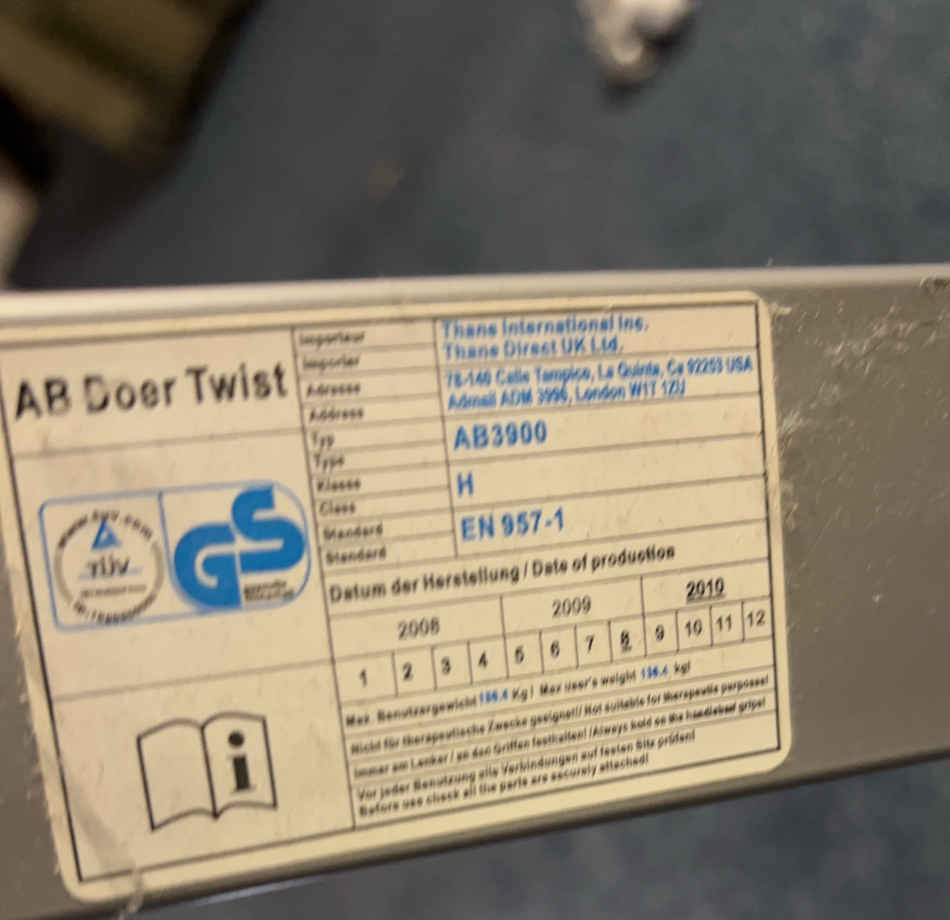 AB Doer Twist
Importeur
Importer
Thane International Inc.
Thane Direct UK Ltd.
Adresse
Address
78-140 Calle Tampico, La Quinta, Ca 92253 USA
Admail ADM 3996, London W1T 1ZU
Typ
Type
AB3900
Klasse
Class
H
Standard
Standard
EN 957-1
www.tuv.com
TÜV
GS
Datum der Herstellung / Date of production
2008 2009 2010
1 2 3 4 5 6 7 8 9 10 11 12
Max. Benutzergewicht 136.4 Kg! Max user's weight 136.4 kg!
Nicht für therapeutische Zwecke geeignet!/ Not suitable for therapeutic purposes!
Immer am Lenker / an den Griffen festhalten! /Always hold on the handlebar/ grips!
Vor jeder Benutzung alle Verbindungen auf festen Sitz prüfen!
Before use check all the parts are securely attached!
i